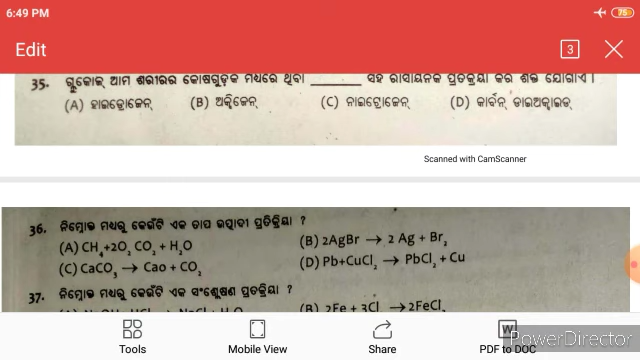 6:49 PM
75
Edit
3
35. ଗ୍ଲୁକୋଜ୍ ଆମ ଶରୀରର କୋଷଗୁଡ଼ିକ ମଧ୍ୟରେ ଥିବା ________ ସହ ରାସାୟନିକ ପ୍ରତିକ୍ରିୟା କରି ଶକ୍ତି ଯୋଗାଏ ।
(A) ହାଇଡ୍ରୋଜେନ୍ (B) ଅକ୍ସିଜେନ୍ (C) ନାଇଟ୍ରୋଜେନ୍ (D) କାର୍ବନ୍ ଡାଇଅକ୍ସାଇଡ୍
Scanned with CamScanner
36. ନିମ୍ନୋକ୍ତ ମଧ୍ୟରୁ କେଉଁଟି ଏକ ତାପ ଉତ୍ପାଦୀ ପ୍ରତିକ୍ରିୟା ?
(A) CH₄+2O₂ CO₂ + H₂O (B) 2AgBr → 2 Ag + Br₂
(C) CaCO₃ → Cao + CO₂ (D) Pb+CuCl₂ → PbCl₂ + Cu
37. ନିମ୍ନୋକ୍ତ ମଧ୍ୟରୁ କେଉଁଟି ଏକ ସଂଶ୍ଳେଷଣ ପ୍ରତିକ୍ରିୟା ?
(B) 2Fe + 3Cl → 2FeCl
Tools Mobile View Share PDF to DOC
PowerDirector